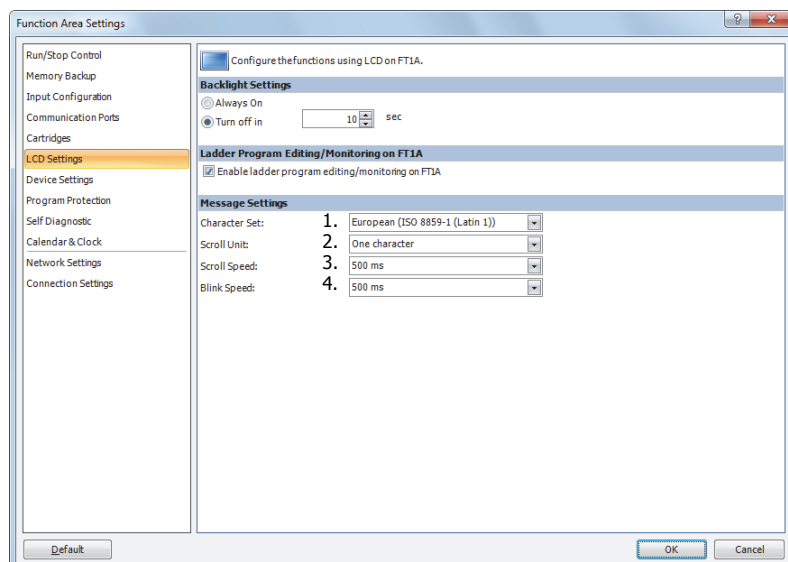 Function Area Settings
?
X
Run/Stop Control
Memory Backup
Input Configuration
Communication Ports
Cartridges
LCD Settings
Device Settings
Program Protection
Self Diagnostic
Calendar & Clock
Network Settings
Connection Settings
Configure thefunctions using LCD on FT1A.
Backlight Settings
Always On
Turn off in 10 sec
Ladder Program Editing/Monitoring on FT1A
Enable ladder program editing/monitoring on FT1A
Message Settings
Character Set: 1. European (ISO 8859-1 (Latin 1))
Scroll Unit: 2. One character
Scroll Speed: 3. 500 ms
Blink Speed: 4. 500 ms
Default
OK
Cancel